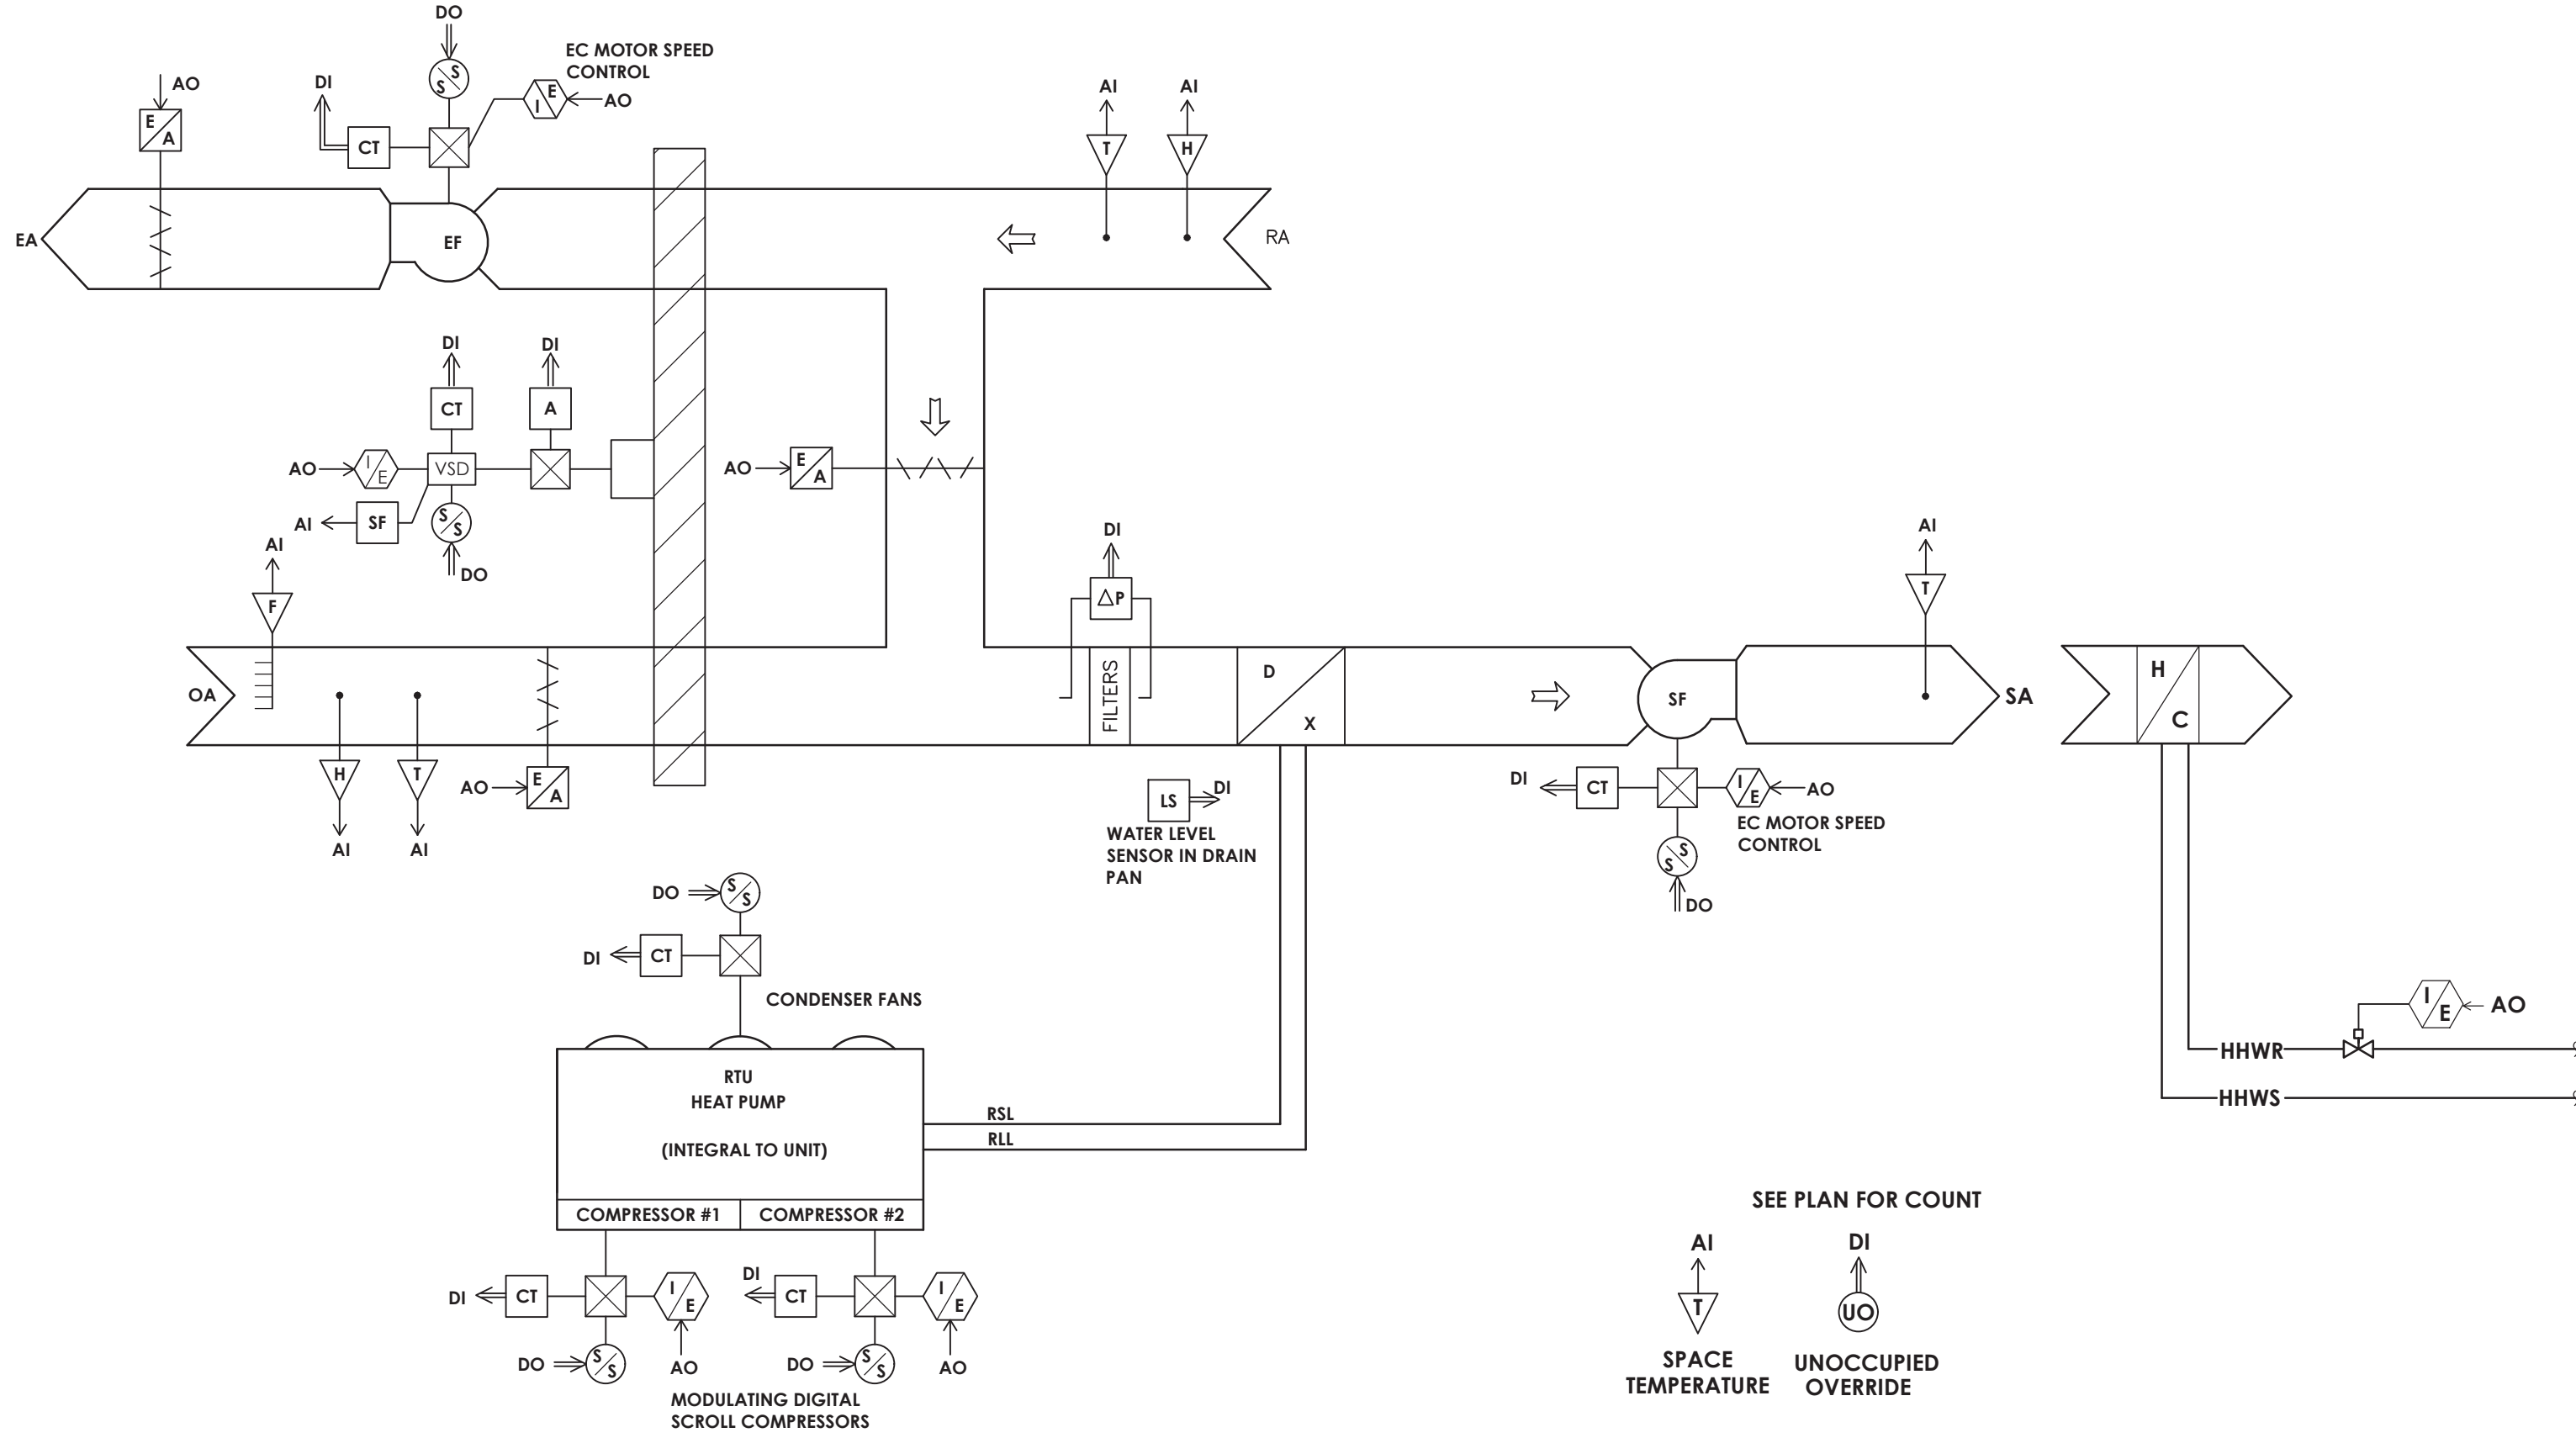 DO
EC MOTOR SPEED
CONTROL
AO
DI
S
S
E
I
AO
E
A
CT
AI
AI
T
H
EA
EF
RA
DI
DI
CT
A
AO
I
E
VSD
AO
E
A
AI
SF
S
S
DO
AI
F
DI
△P
AI
T
OA
FILTERS
D
X
SF
SA
H
C
H
T
AO
E
A
AI
AI
LS
DI
WATER LEVEL
SENSOR IN DRAIN
PAN
DI
CT
I
E
AO
EC MOTOR SPEED
CONTROL
S
S
DO
DO
S
S
DI
CT
CONDENSER FANS
I
E
AO
HHWR
HHWS
RTU
HEAT PUMP
(INTEGRAL TO UNIT)
RSL
RLL
COMPRESSOR #1
COMPRESSOR #2
DI
CT
I
E
DI
CT
I
E
DO
S
S
AO
DO
S
S
AO
MODULATING DIGITAL
SCROLL COMPRESSORS
SEE PLAN FOR COUNT
AI
DI
T
UO
SPACE
TEMPERATURE
UNOCCUPIED
OVERRIDE